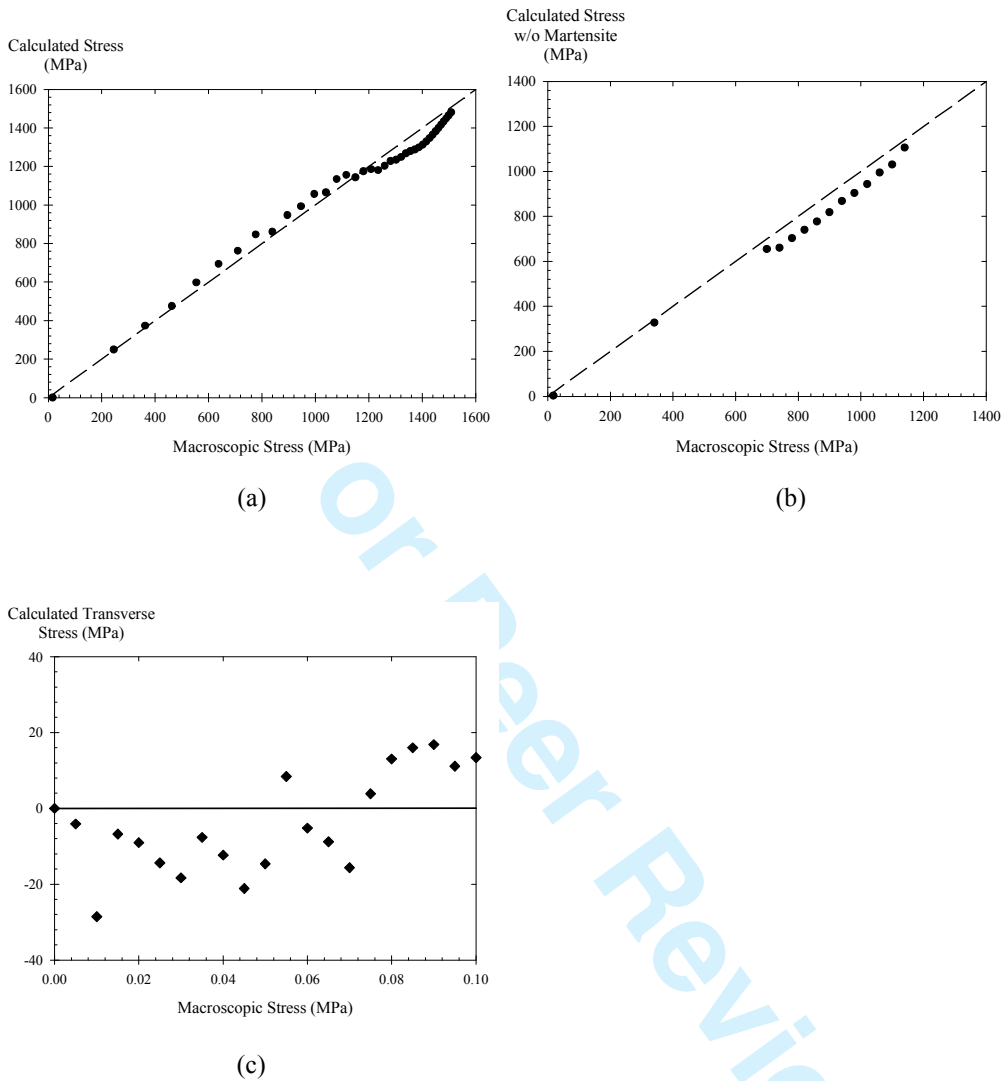 Calculated Stress
(MPa)
1600
1400
1200
1000
800
600
400
200
0
0 200 400 600 800 1000 1200 1400 1600
Macroscopic Stress (MPa)
(a)
Calculated Stress
w/o Martensite
(MPa)
1400
1200
1000
800
600
400
200
0
0 200 400 600 800 1000 1200 1400
Macroscopic Stress (MPa)
(b)
Calculated Transverse
Stress (MPa)
40
20
0
-20
-40
0.00 0.02 0.04 0.06 0.08 0.10
Macroscopic Stress (MPa)
(c)
or Peer Revie